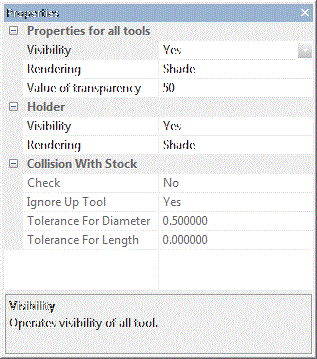 Properties
Properties for all tools
Visibility Yes
Rendering Shade
Value of transparency 50
Holder
Visibility Yes
Rendering Shade
Collision With Stock
Check No
Ignore Up Tool Yes
Tolerance For Diameter 0.500000
Tolerance For Length 0.000000
Visibility
Operates visibility of all tool.